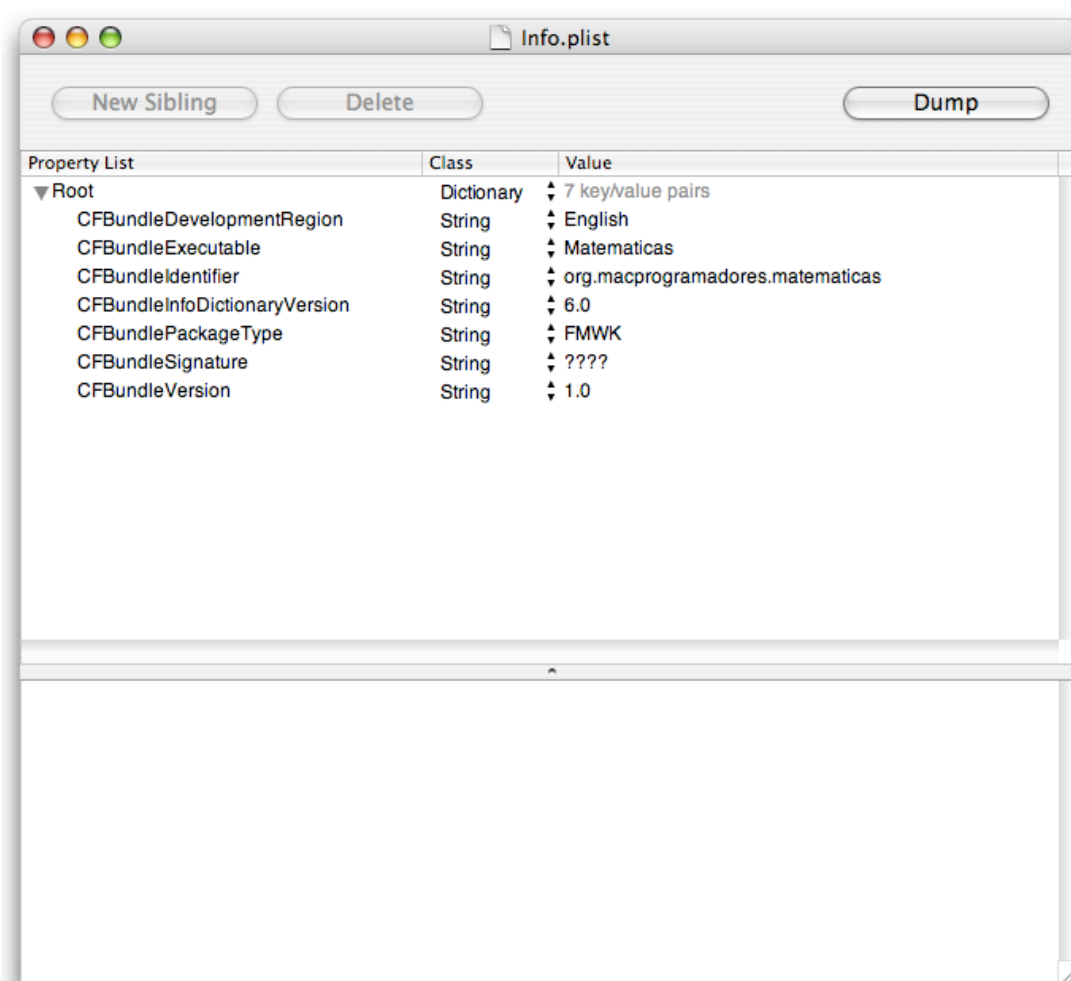 Info.plist
New Sibling Delete Dump
Property List Class Value
Root Dictionary 7 key/value pairs
CFBundleDevelopmentRegion String English
CFBundleExecutable String Matematicas
CFBundleIdentifier String org.macprogramadores.matematicas
CFBundleInfoDictionaryVersion String 6.0
CFBundlePackageType String FMWK
CFBundleSignature String ????
CFBundleVersion String 1.0